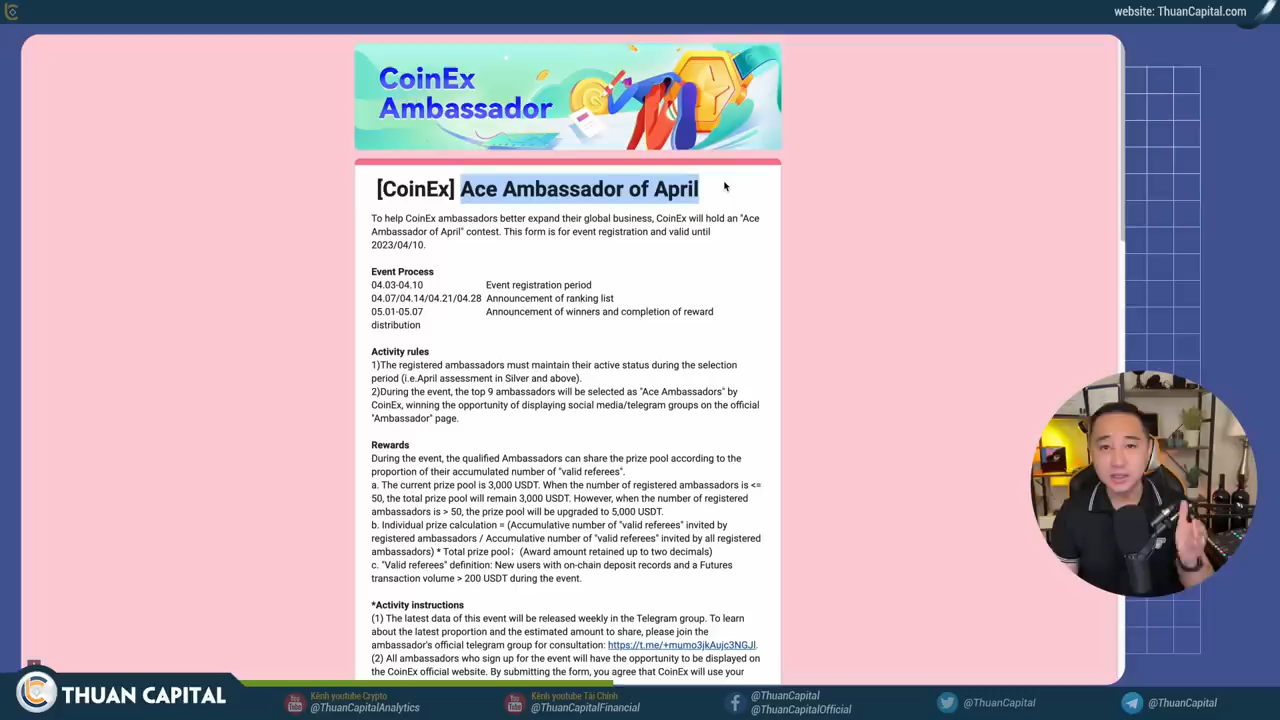 website: ThuanCapital.com
CoinEx
Ambassador
[CoinEx] Ace Ambassador of April
To help CoinEx ambassadors better expand their global business, CoinEx will hold an "Ace
Ambassador of April" contest. This form is for event registration and valid until
2023/04/10.
Event Process
04.03-04.10 Event registration period
04.07/04.14/04.21/04.28 Announcement of ranking list
05.01-05.07 Announcement of winners and completion of reward
distribution
Activity rules
1)The registered ambassadors must maintain their active status during the selection
period (i.e.April assessment in Silver and above).
2)During the event, the top 9 ambassadors will be selected as "Ace Ambassadors" by
CoinEx, winning the opportunity of displaying social media/telegram groups on the official
"Ambassador" page.
Rewards
During the event, the qualified Ambassadors can share the prize pool according to the
proportion of their accumulated number of "valid referees".
a. The current prize pool is 3,000 USDT. When the number of registered ambassadors is <=
50, the total prize pool will remain 3,000 USDT. However, when the number of registered
ambassadors is > 50, the prize pool will be upgraded to 5,000 USDT.
b. Individual prize calculation = (Accumulative number of "valid referees" invited by
registered ambassadors / Accumulative number of "valid referees" invited by all registered
ambassadors) * Total prize pool；(Award amount retained up to two decimals)
c. "Valid referees" definition: New users with on-chain deposit records and a Futures
transaction volume > 200 USDT during the event.
*Activity instructions
(1) The latest data of this event will be released weekly in the Telegram group. To learn
about the latest proportion and the estimated amount to share, please join the
ambassador's official telegram group for consultation: https://t.me/+mumo3jkAujc3NGJl.
(2) All ambassadors who sign up for the event will have the opportunity to be displayed on
the CoinEx official website. By submitting the form, you agree that CoinEx will use your
THUAN CAPITAL
Kênh youtube Crypto
@ThuanCapitalAnalytics
Kênh youtube Tài Chính
@ThuanCapitalFinancial
@ThuanCapital
@ThuanCapitalOfficial
@ThuanCapital
@ThuanCapital